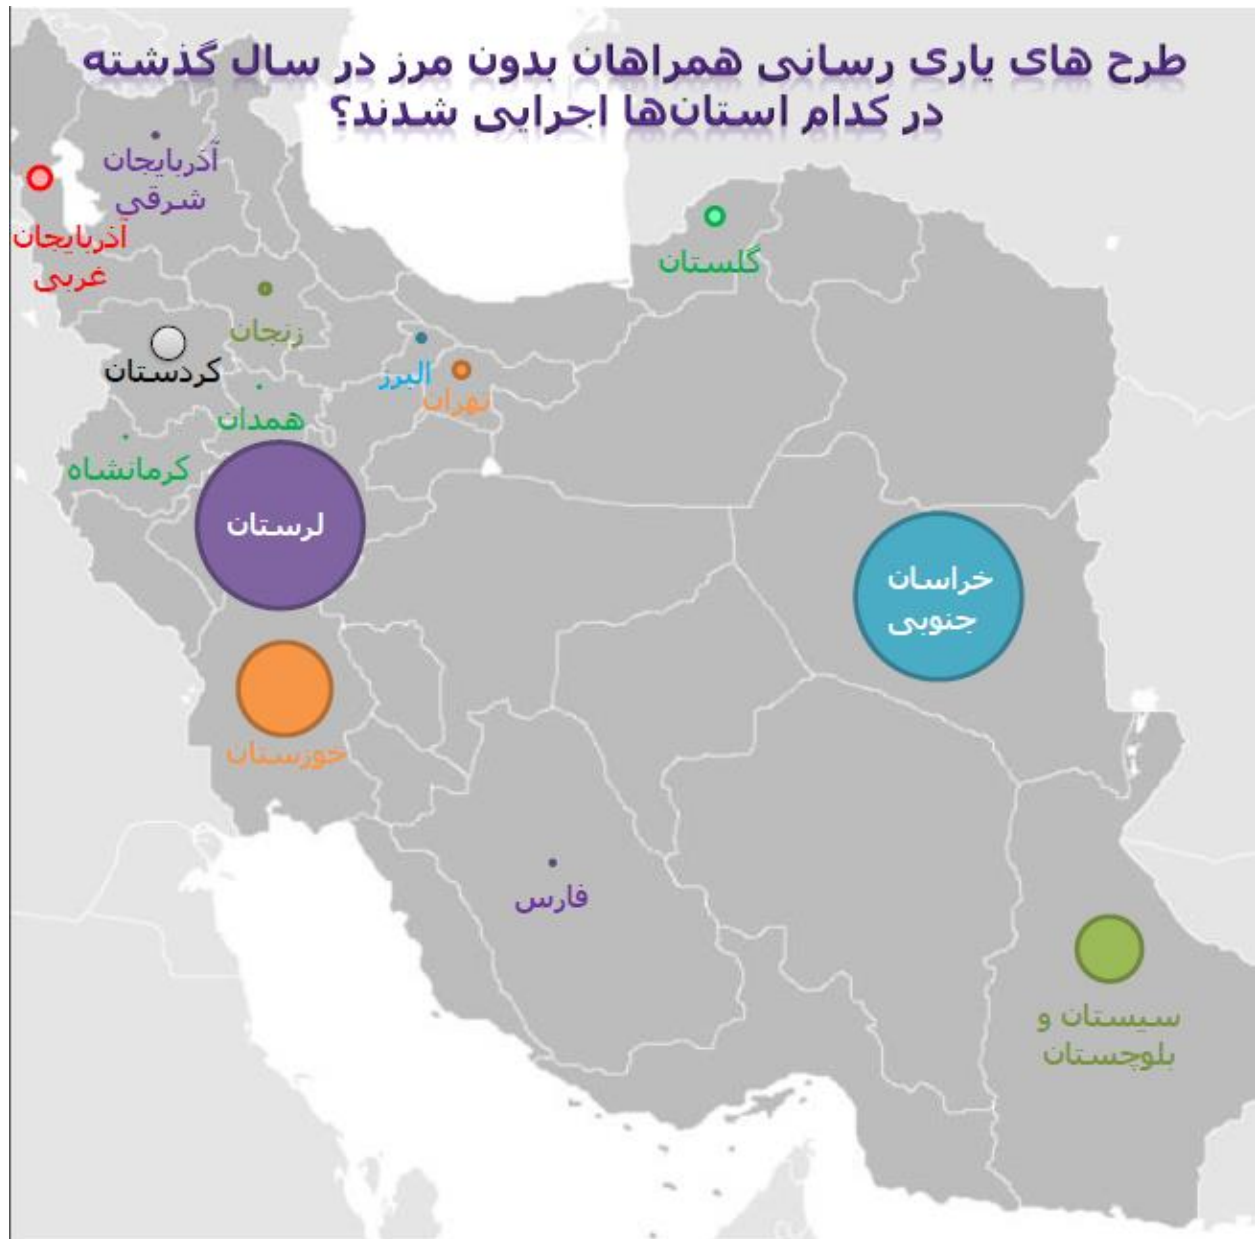 طرح های یاری رسانی همراهان بدون مرز در سال گذشته
در کدام استان‌ها اجرایی شدند؟
آذربایجان
شرقی
آذربایجان
غربی
گلستان
زنجان
کردستان
البرز
تهران
همدان
کرمانشاه
لرستان
خراسان
جنوبی
خوزستان
فارس
سیستان و
بلوچستان